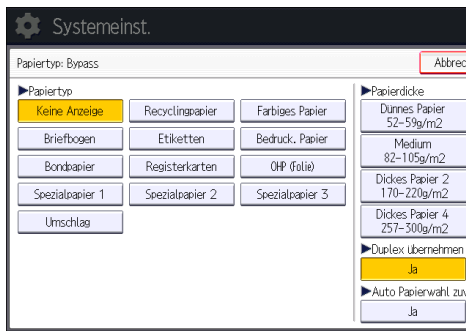 Systemeinst.
Papiertyp: Bypass
Abbrec
▶Papiertyp
Keine Anzeige Recyclingpapier Farbiges Papier
Briefbogen Etiketten Bedruck. Papier
Bondpapier Registerkarten OHP (Folie)
Spezialpapier 1 Spezialpapier 2 Spezialpapier 3
Umschlag
▶Papierdicke
Dünnes Papier
52-59g/m2
Medium
82-105g/m2
Dickes Papier 2
170-220g/m2
Dickes Papier 4
257-300g/m2
▶Duplex übernehmen
Ja
▶Auto Papierwahl zuv
Ja